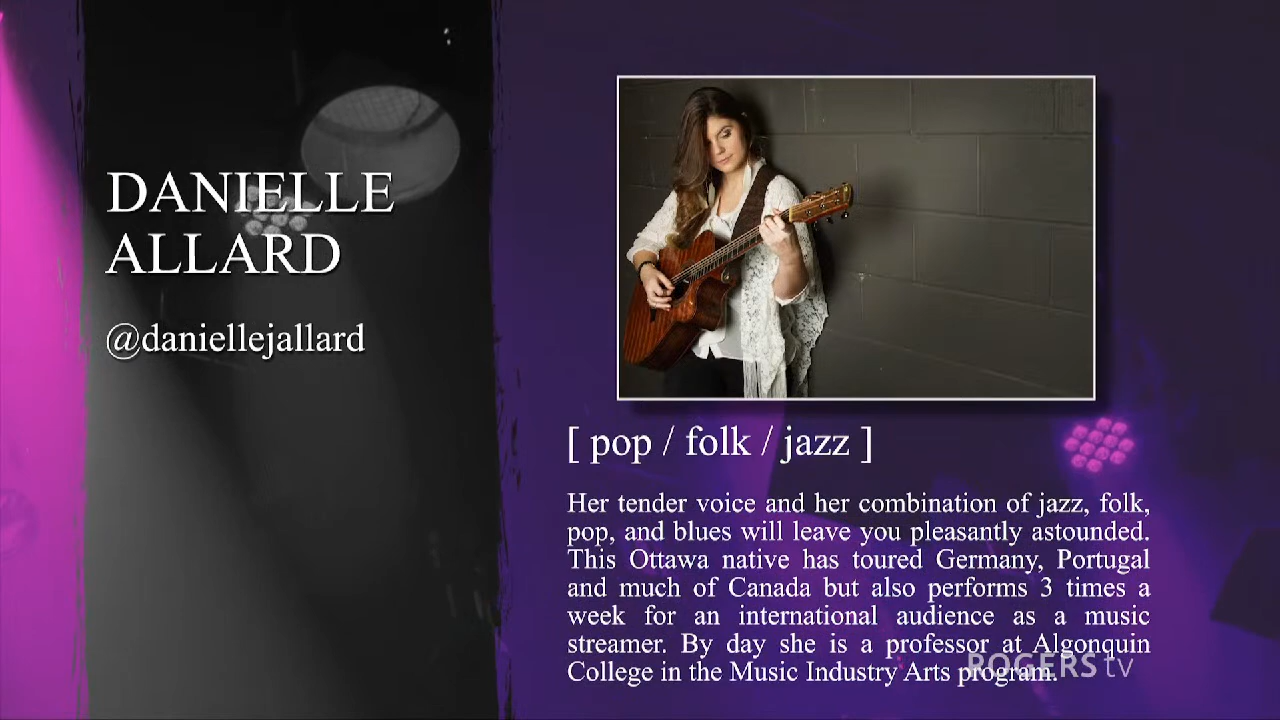 DANIELLE
ALLARD
@daniellejallard
[ pop / folk / jazz ]
Her tender voice and her combination of jazz, folk,
pop, and blues will leave you pleasantly astounded.
This Ottawa native has toured Germany, Portugal
and much of Canada but also performs 3 times a
week for an international audience as a music
streamer. By day she is a professor at Algonquin
College in the Music Industry Arts program.
ROGERS tv